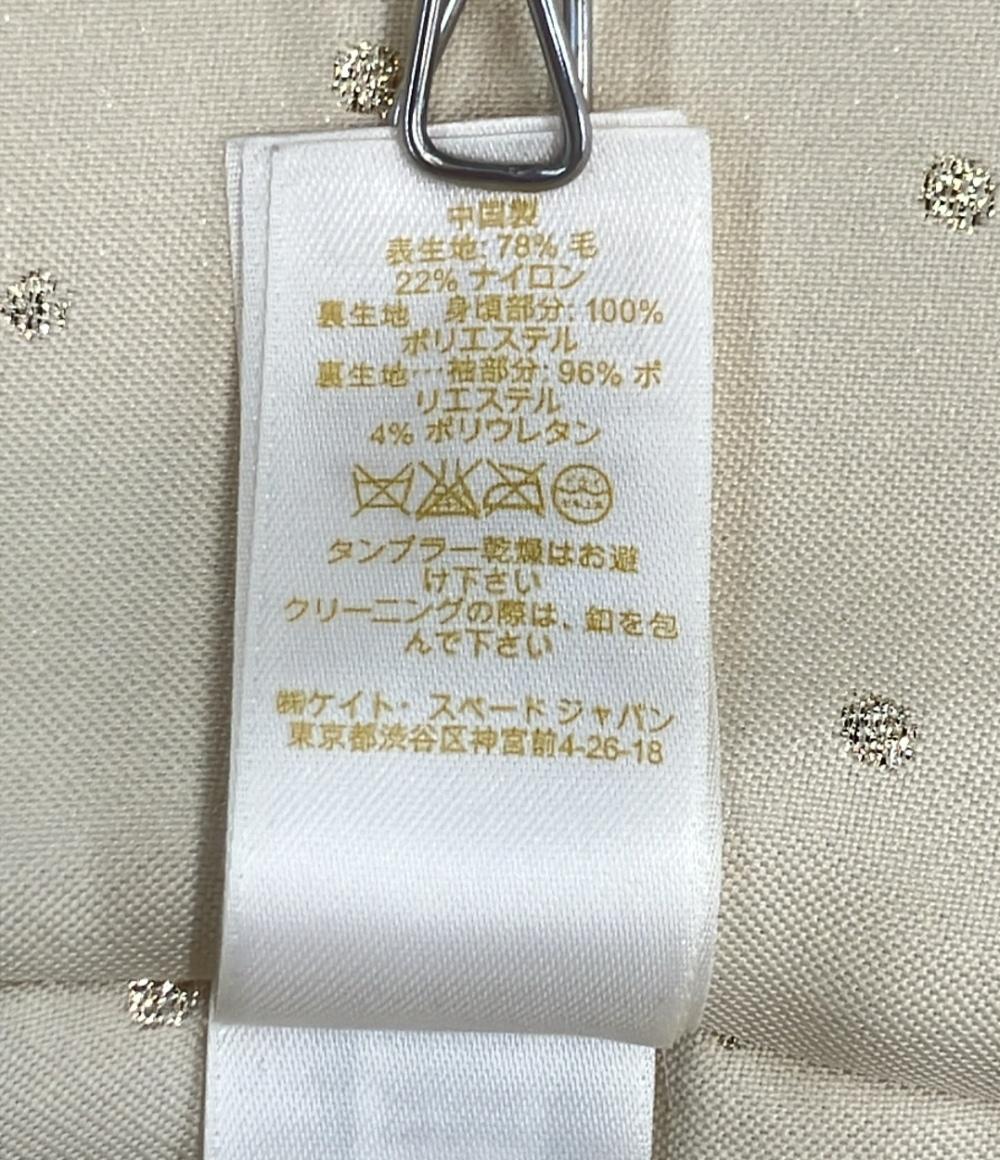 中国製
表生地: 78% 毛
22% ナイロン
裏生地 身頃部分: 100%
ポリエステル
裏生地…袖部分: 96% ポ
リエステル
4% ポリウレタン
タンブラー乾燥はお避
け下さい
クリーニングの際は、釦を包
んで下さい
㈱ケイト・スペード ジャパン
東京都渋谷区神宮前4-26-18